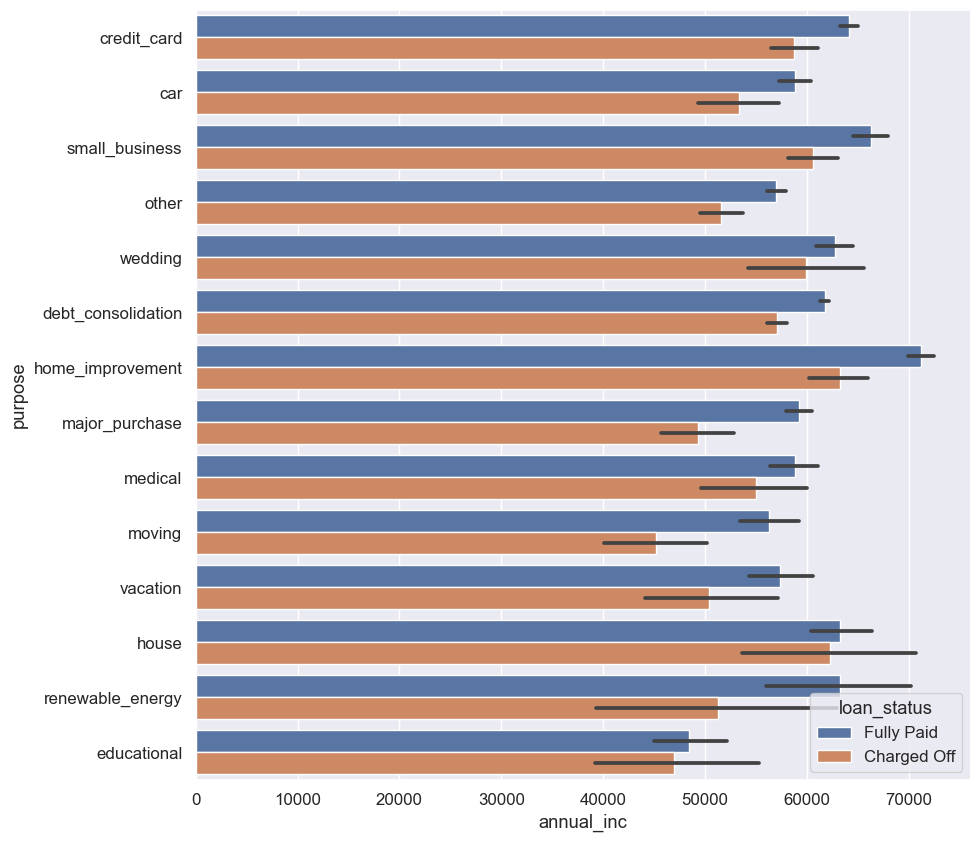 credit_card
car
small_business
other
wedding
debt_consolidation
home_improvement
major_purchase
medical
moving
vacation
house
renewable_energy
educational
purpose
loan_status
Fully Paid
Charged Off
0 10000 20000 30000 40000 50000 60000 70000
annual_inc